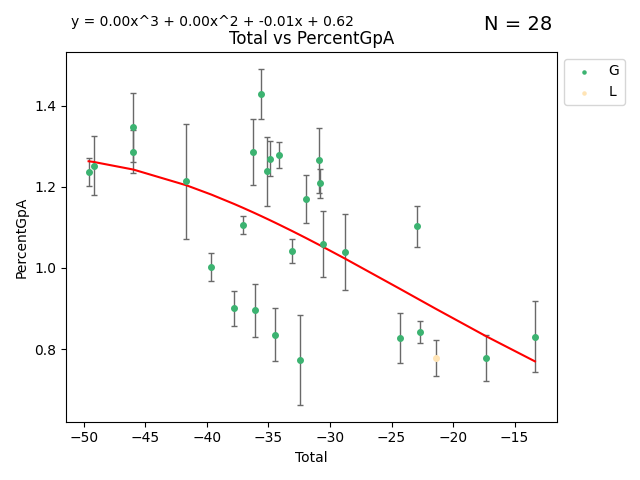 y = 0.00x^3 + 0.00x^2 + -0.01x + 0.62
N = 28
Total vs PercentGpA
G
L
PercentGpA
1.4
1.2
1.0
0.8
−50 −45 −40 −35 −30 −25 −20 −15
Total